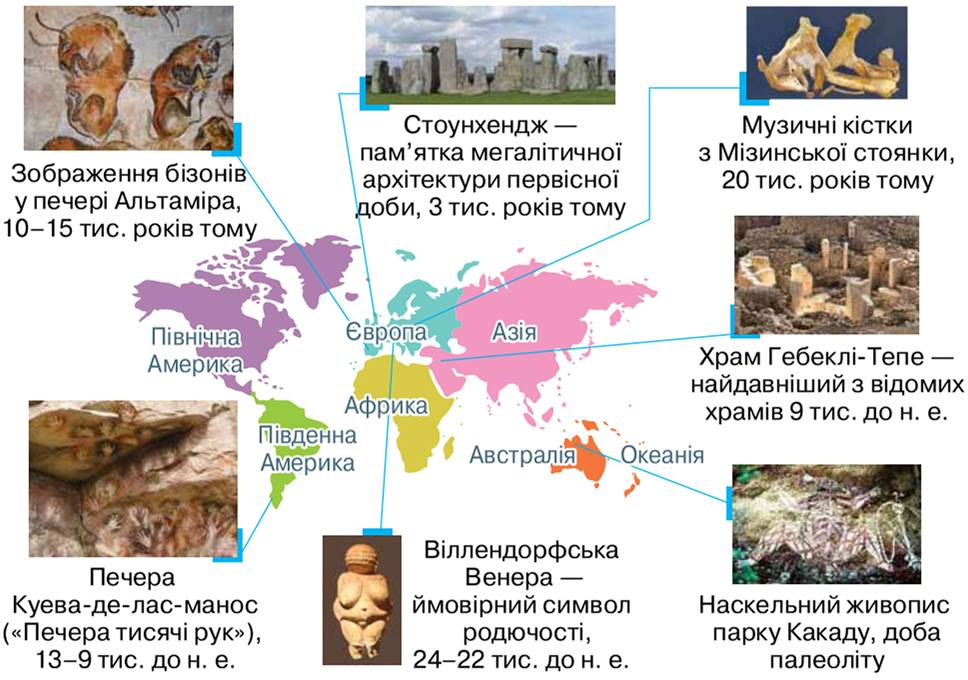 Зображення бізонів
у печері Альтаміра,
10–15 тис. років тому
Стоунхендж —
пам’ятка мегалітичної
архітектури первісної
доби, 3 тис. років тому
Музичні кістки
з Мізинської стоянки,
20 тис. років тому
Північна
Америка
Європа
Азія
Африка
Південна
Америка
Австралія
Океанія
Храм Гебеклі-Тепе —
найдавніший з відомих
храмів 9 тис. до н. е.
Печера
Куева-де-лас-манос
(«Печера тисячі рук»),
13–9 тис. до н. е.
Віллендорфська
Венера —
ймовірний символ
родючості,
24–22 тис. до н. е.
Наскельний живопис
парку Какаду, доба
палеоліту